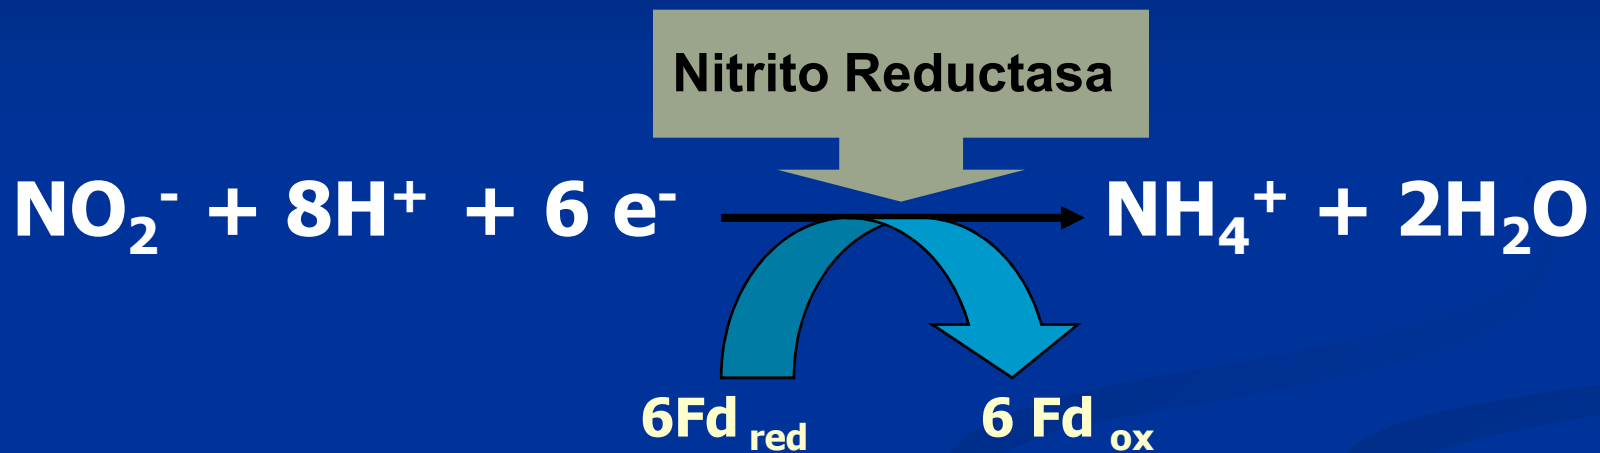 Nitrito Reductasa
NO₂⁻ + 8H⁺ + 6 e⁻ NH₄⁺ + 2H₂O
6Fd red 6 Fd ox